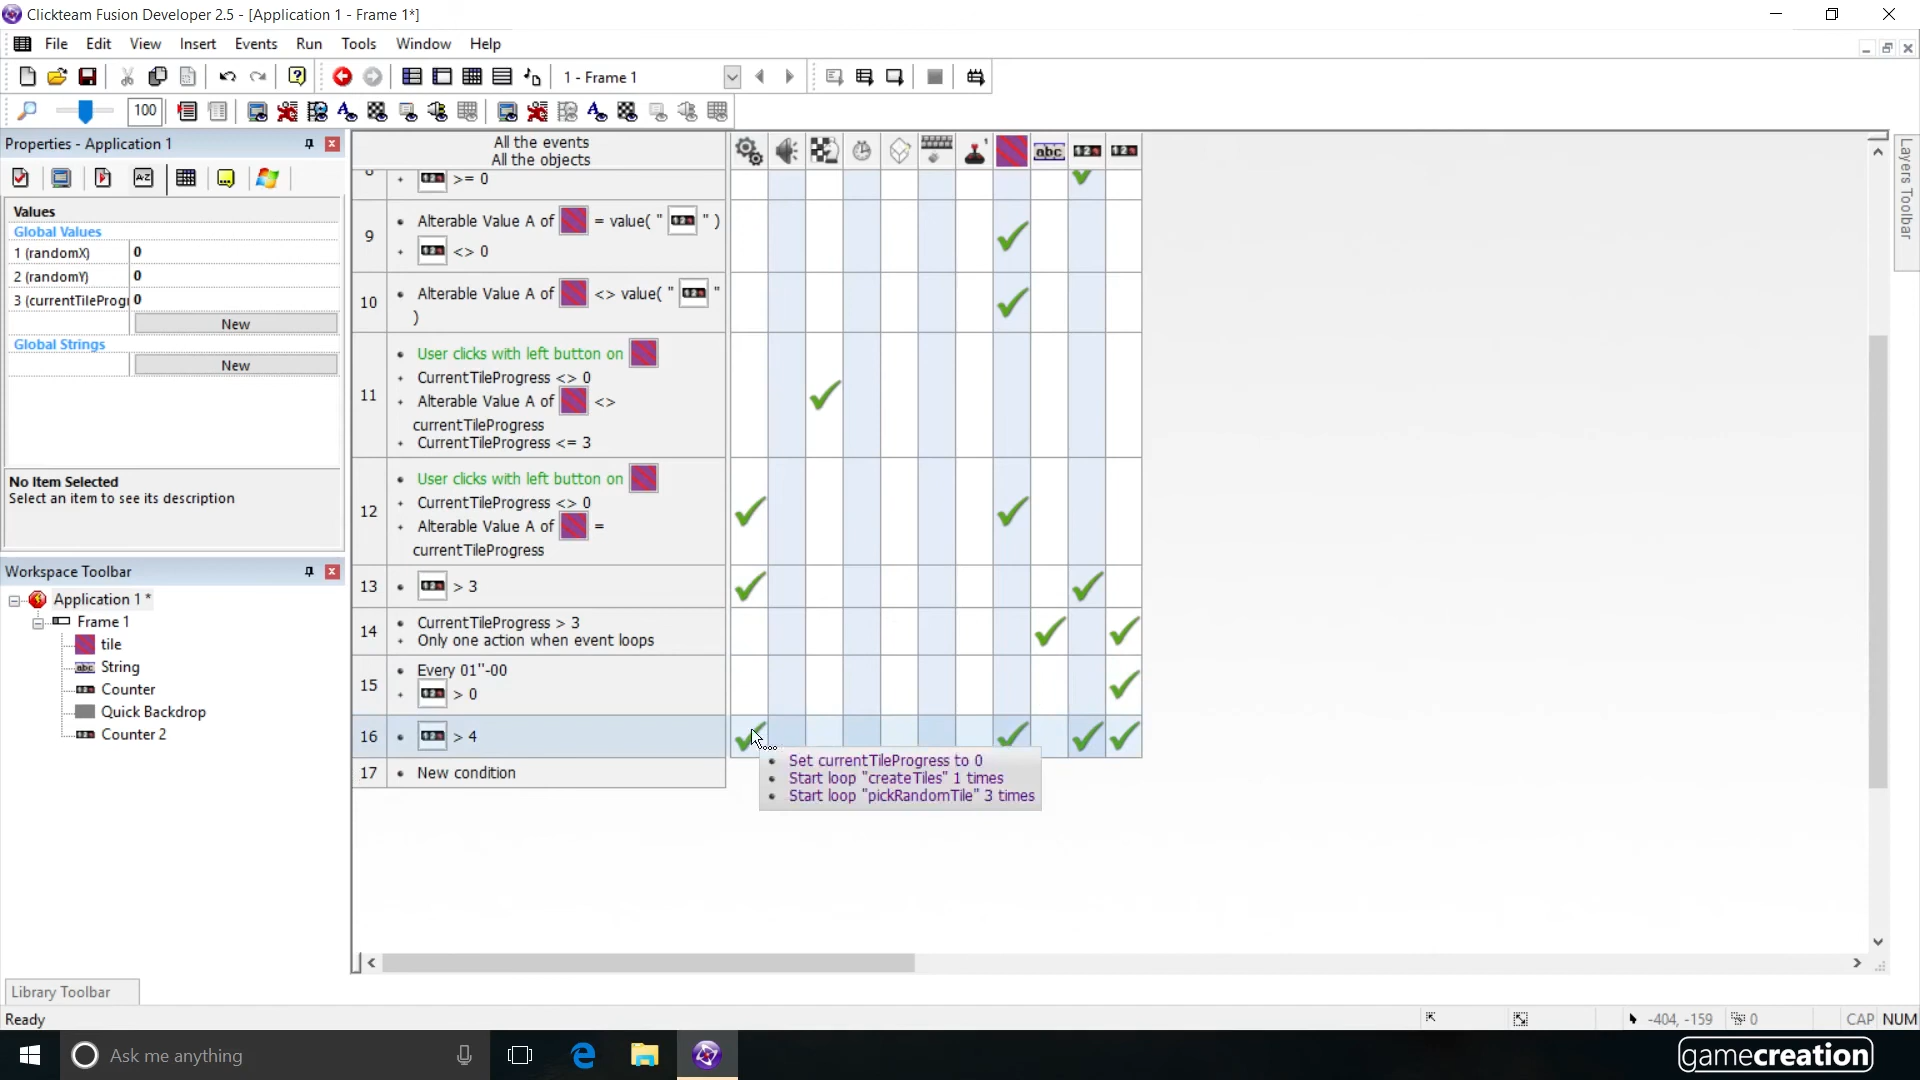 Clickteam Fusion Developer 2.5 - [Application 1 - Frame 1*]
File Edit View Insert Events Run Tools Window Help
1 - Frame 1
100
Properties - Application 1
Values
Global Values
1 (randomX) 0
2 (randomY) 0
3 (currentTileProgr 0
New
Global Strings
New
No Item Selected
Select an item to see its description
Workspace Toolbar
Application 1 *
Frame 1
tile
abc String
Counter
Quick Backdrop
Counter 2
Library Toolbar
Ready
All the events
All the objects
abc
>= 0
9
Alterable Value A of = value( " " )
<> 0
10
Alterable Value A of <> value( " "
)
11
User clicks with left button on
CurrentTileProgress <> 0
Alterable Value A of <>
currentTileProgress
CurrentTileProgress <= 3
12
User clicks with left button on
CurrentTileProgress <> 0
Alterable Value A of =
currentTileProgress
13 > 3
14
CurrentTileProgress > 3
Only one action when event loops
15
Every 01"-00
> 0
16 > 4
17 New condition
Set currentTileProgress to 0
Start loop "createTiles" 1 times
Start loop "pickRandomTile" 3 times
Layers Toolbar
-404, -159 0 CAP NUM
Ask me anything
gamecreation